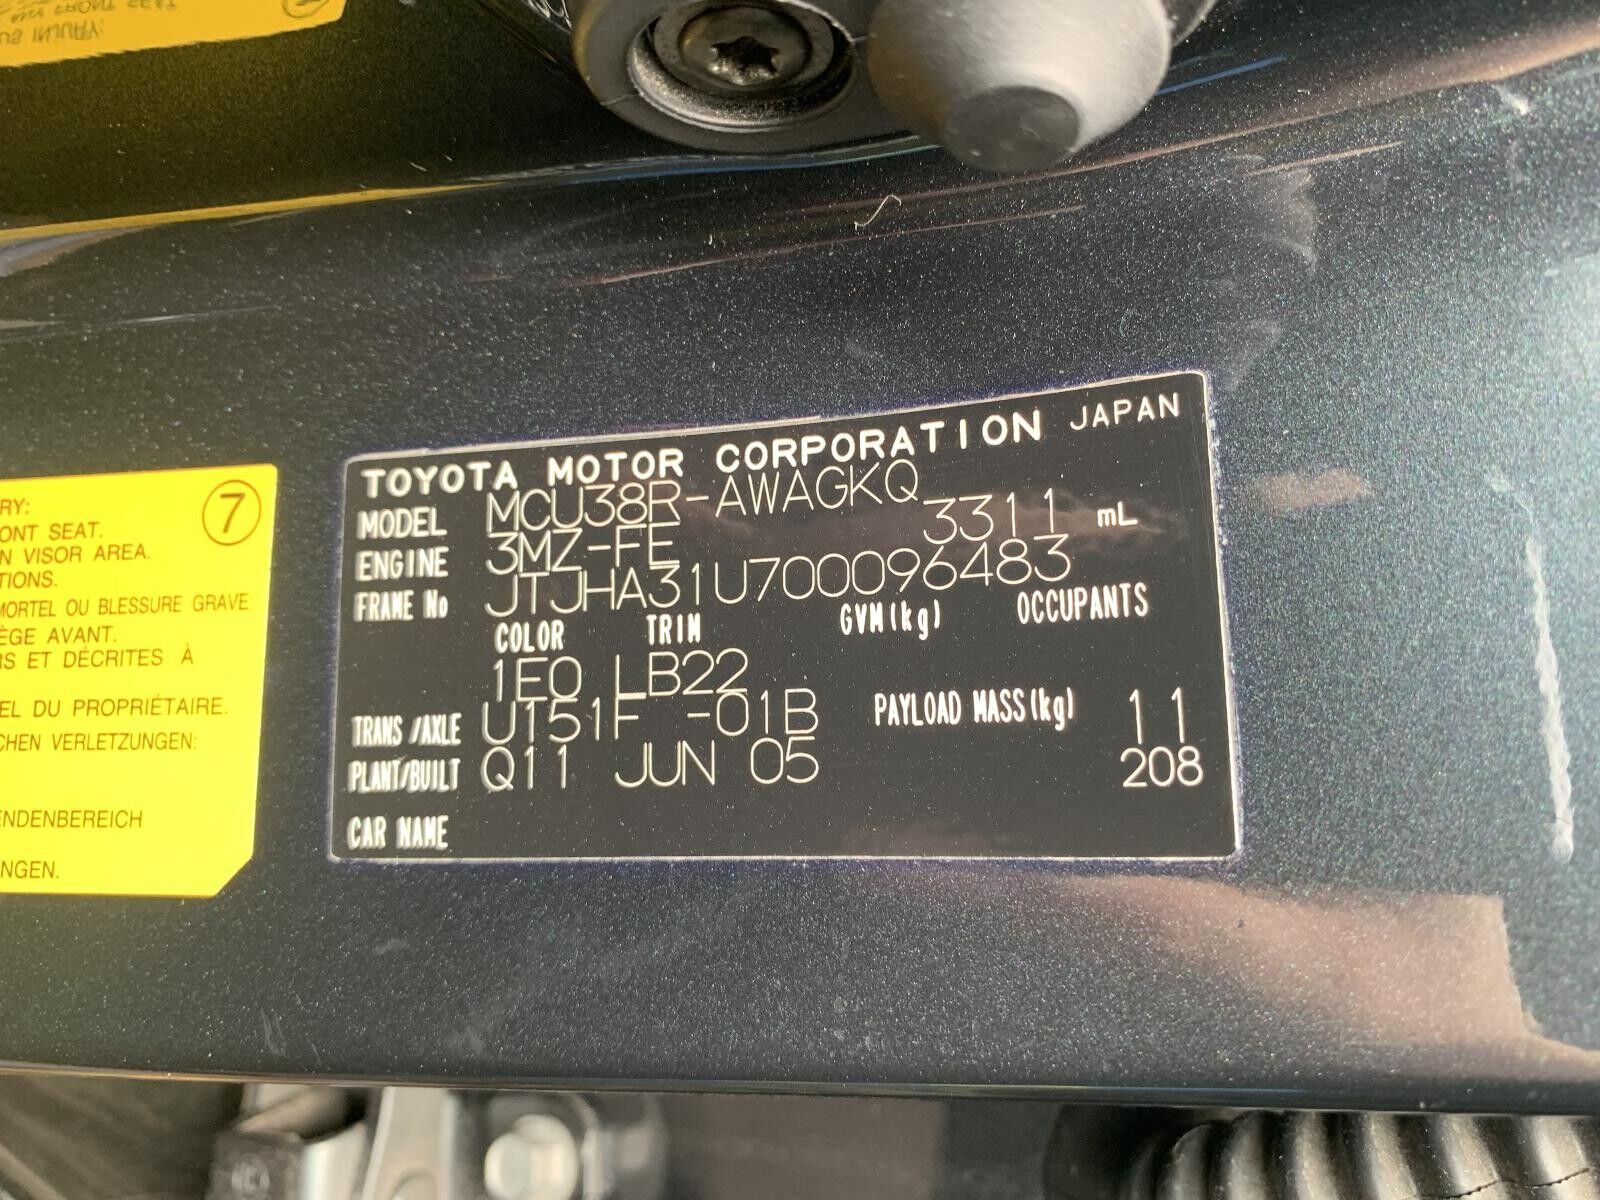 TOYOTA MOTOR CORPORATION JAPAN
MODEL MCU38R-AWAGKQ
ENGINE 3MZ-FE 3311 mL
FRAME No JTJHA31U700096483
COLOR TRIM GVM(kg) OCCUPANTS
1E0 LB22
TRANS/AXLE U151F -01B PAYLOAD MASS(kg) 11
PLANT/BUILT Q11 JUN 05 208
CAR NAME
RY: 7
ONT SEAT.
N VISOR AREA.
TIONS.
MORTEL OU BLESSURE GRAVE:
ÈGE AVANT.
RS ET DÉCRITES À
EL DU PROPRIÉTAIRE.
CHEN VERLETZUNGEN:
ENDENBEREICH
NGEN.